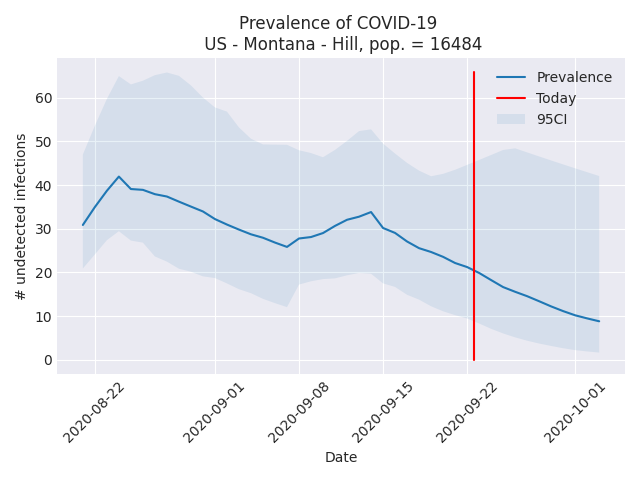 Prevalence of COVID-19
US - Montana - Hill, pop. = 16484
Prevalence
Today
95CI
# undetected infections
60
50
40
30
20
10
0
2020-08-22
2020-09-01
2020-09-08
2020-09-15
2020-09-22
2020-10-01
Date